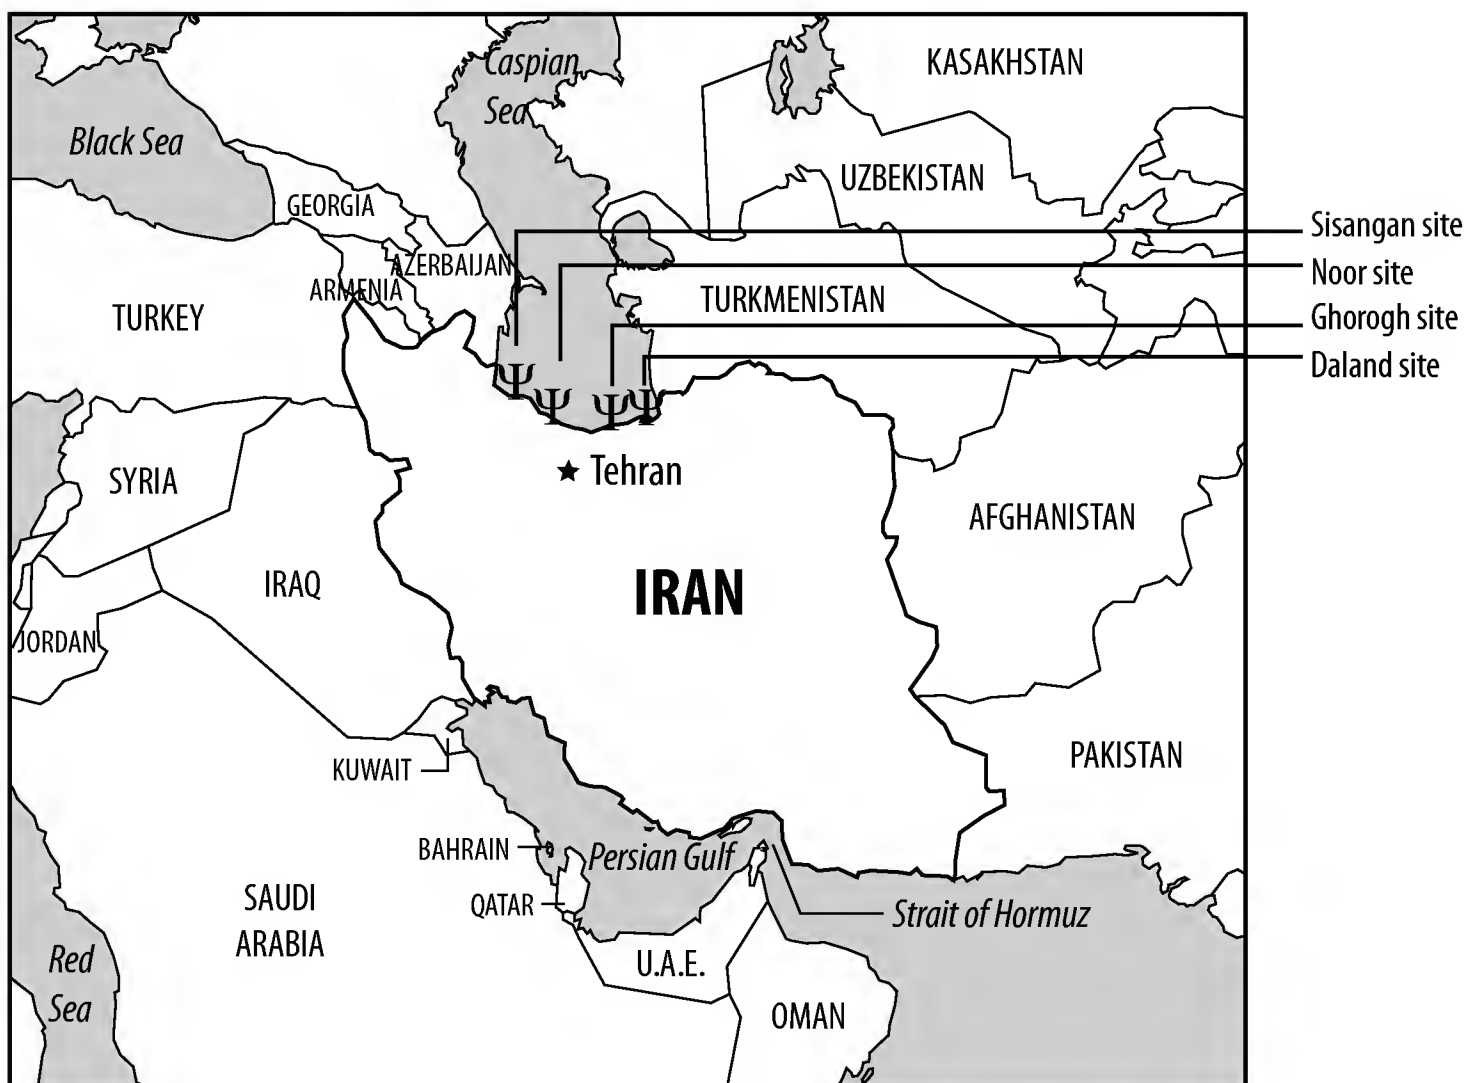 Caspian
Sea
KASAKHSTAN
Black Sea
UZBEKISTAN
GEORGIA
Sisangan site
AZERBAIJAN
Noor site
ARMENIA
TURKMENISTAN
TURKEY
Ghorogh site
Daland site
Ψ Ψ Ψ Ψ
Tehran
SYRIA
AFGHANISTAN
IRAQ
IRAN
JORDAN
PAKISTAN
KUWAIT
BAHRAIN
Persian Gulf
QATAR
SAUDI
ARABIA
Strait of Hormuz
Red
Sea
U.A.E.
OMAN